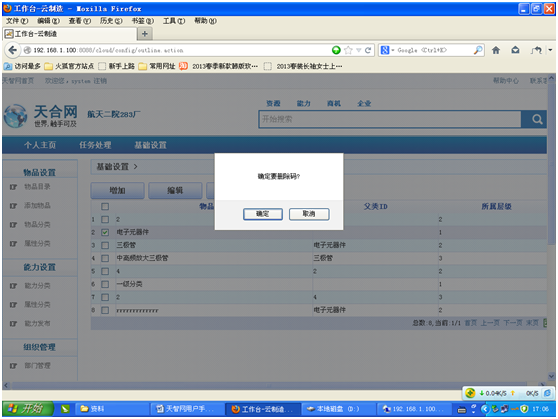 工作台-云制造 - Mozilla Firefox
文件(F) 编辑(E) 查看(V) 历史(S) 书签(B) 工具(T) 帮助(H)
工作台-云制造 +
192.168.1.100:8080/cloud/config/outline.action
Google <Ctrl+K>
访问最多 火狐官方站点 新手上路 常用网址 2013春季新款韩版玫... 2013春装长袖女士上...
天智网首页 欢迎您,system 注销 帮助中心 联系我
天合网
世界,触手可及
航天二院283厂
资源 能力 商机 企业
开始搜索
个人主页 任务处理 基础设置
物品设置
物品目录
添加物品
物品分类
属性分类
能力设置
能力分类
属性分类
能力发布
组织管理
部门管理
基础设置 >
增加 编辑
物品 父类ID 所属层级
1 2 2
2 电子元器件 1
3 三极管 电子元器件 2
4 中高频放大三极管 三极管 3
5 4 2 2
6 一级分类 1
7 2 4 3
8 rrrrrrrrrrrrr 电子元器件 2
总数:8,当前:1/1 首页 上一页 下一页 末页
确定要删除码?
确定 取消
↓0.04K/S ↑ 0K/S
开始 资料 天智网用户手... 工作台-云制造... 本地磁盘 (D:) 192.168.1.100... 17:06